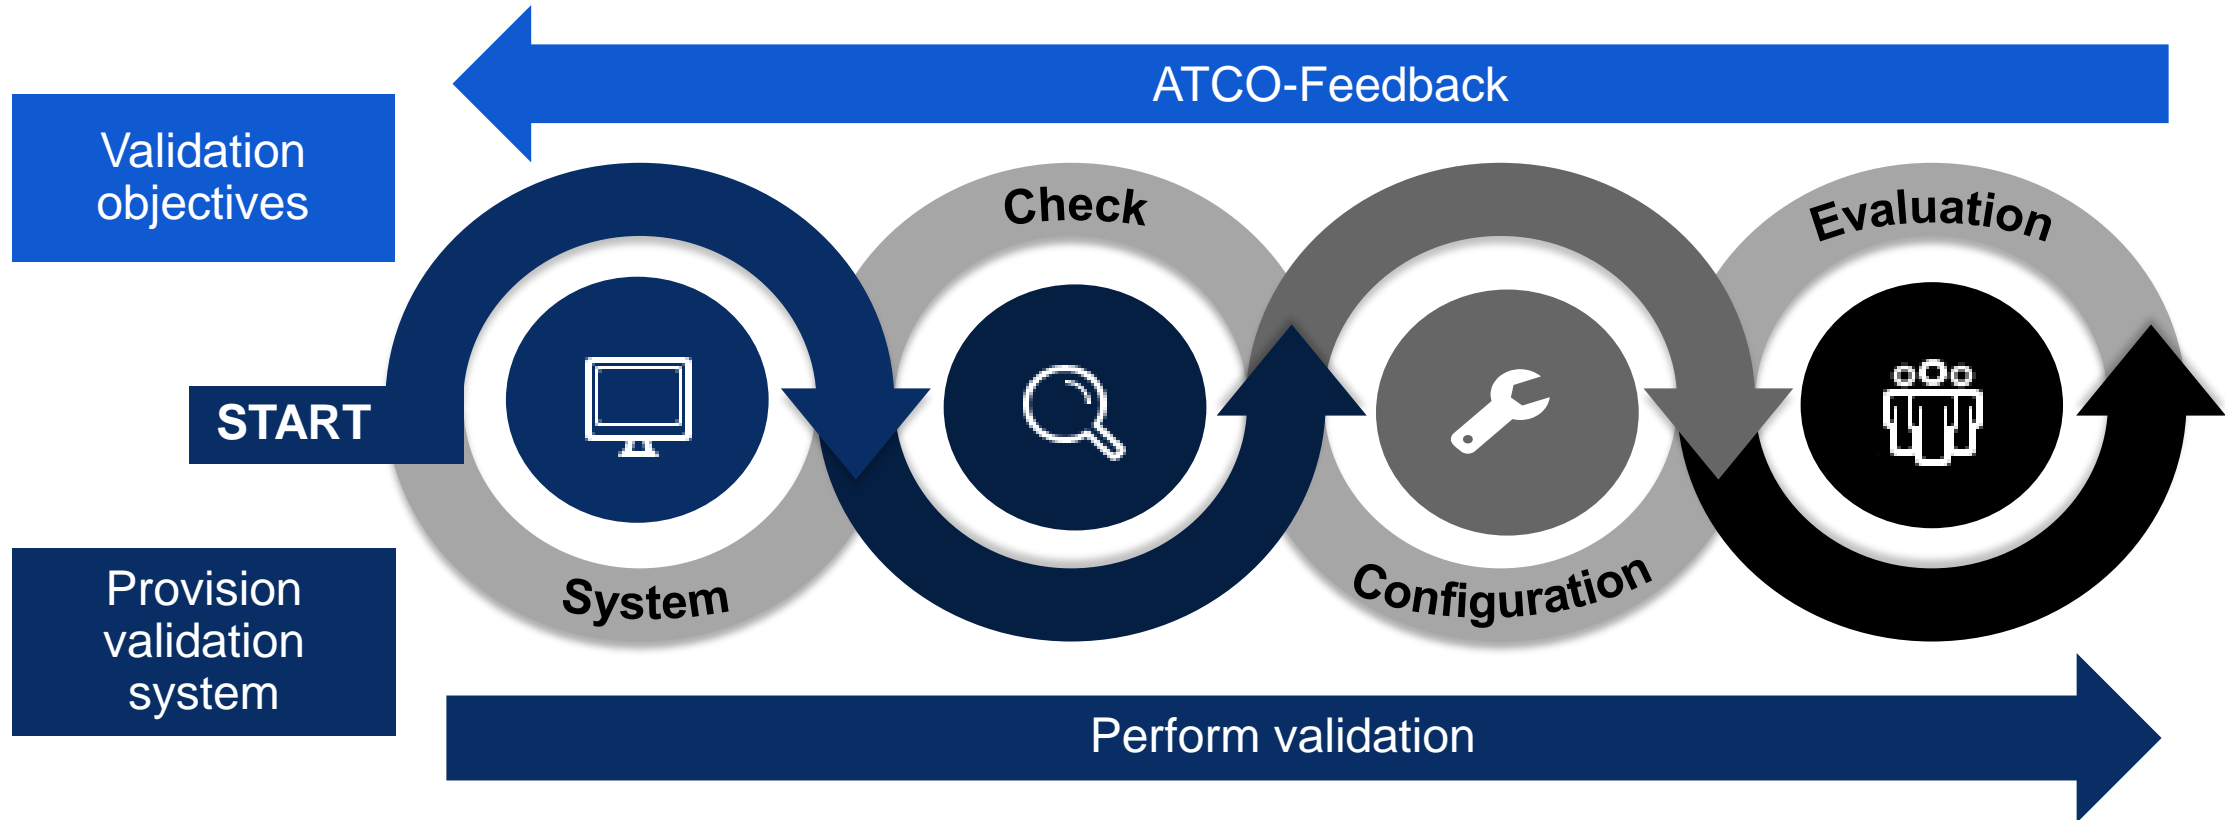 ATCO-Feedback
Validation
objectives
Check
Evaluation
START
System
Configuration
Provision
validation
system
Perform validation